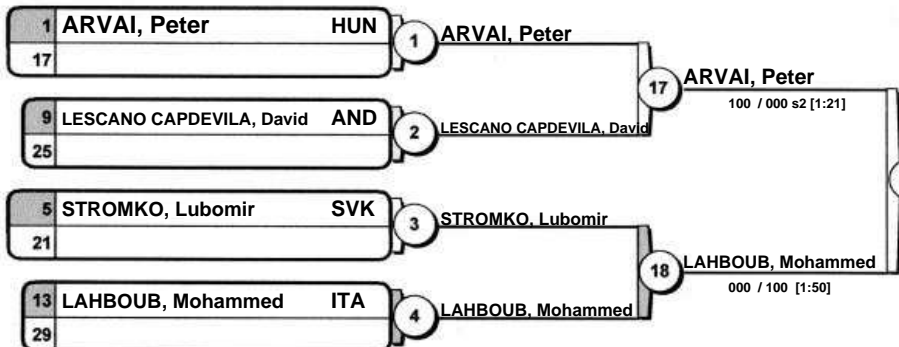 1 ARVAI, Peter HUN
17
1
ARVAI, Peter
9 LESCANO CAPDEVILA, David AND
25
2
LESCANO CAPDEVILA, David
17
ARVAI, Peter
100 / 000 s2 [1:21]
5 STROMKO, Lubomir SVK
21
3
STROMKO, Lubomir
13 LAHBOUB, Mohammed ITA
29
4
LAHBOUB, Mohammed
18
LAHBOUB, Mohammed
000 / 100 [1:50]